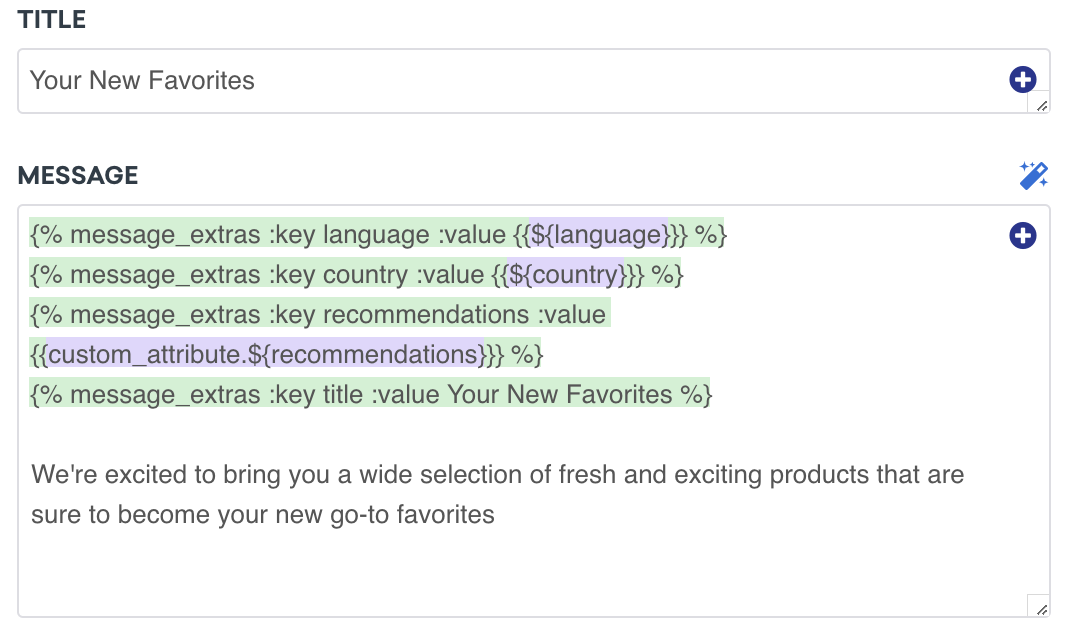 TITLE
Your New Favorites
MESSAGE
{% message_extras :key language :value {{${language}}} %}
{% message_extras :key country :value {{${country}}} %}
{% message_extras :key recommendations :value
{{custom_attribute.${recommendations}}} %}
{% message_extras :key title :value Your New Favorites %}
We're excited to bring you a wide selection of fresh and exciting products that are
sure to become your new go-to favorites